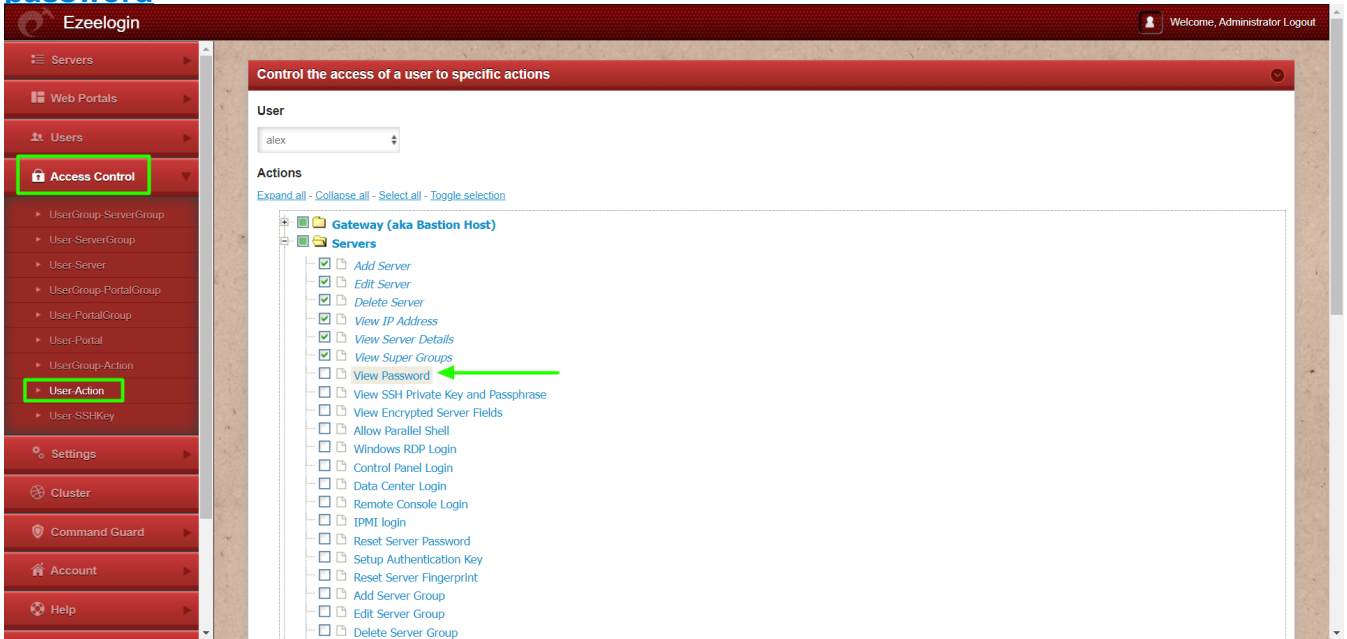 password
Ezeelogin
Welcome, Administrator Logout
Servers
Web Portals
Users
Access Control
UserGroup-ServerGroup
User-ServerGroup
User-Server
UserGroup-PortalGroup
User-PortalGroup
User-Portal
UserGroup-Action
User-Action
User-SSHKey
Settings
Cluster
Command Guard
Account
Help
Control the access of a user to specific actions
User
alex
Actions
Expand all - Collapse all - Select all - Toggle selection
Gateway (aka Bastion Host)
Servers
Add Server
Edit Server
Delete Server
View IP Address
View Server Details
View Super Groups
View Password
View SSH Private Key and Passphrase
View Encrypted Server Fields
Allow Parallel Shell
Windows RDP Login
Control Panel Login
Data Center Login
Remote Console Login
IPMI login
Reset Server Password
Setup Authentication Key
Reset Server Fingerprint
Add Server Group
Edit Server Group
Delete Server Group